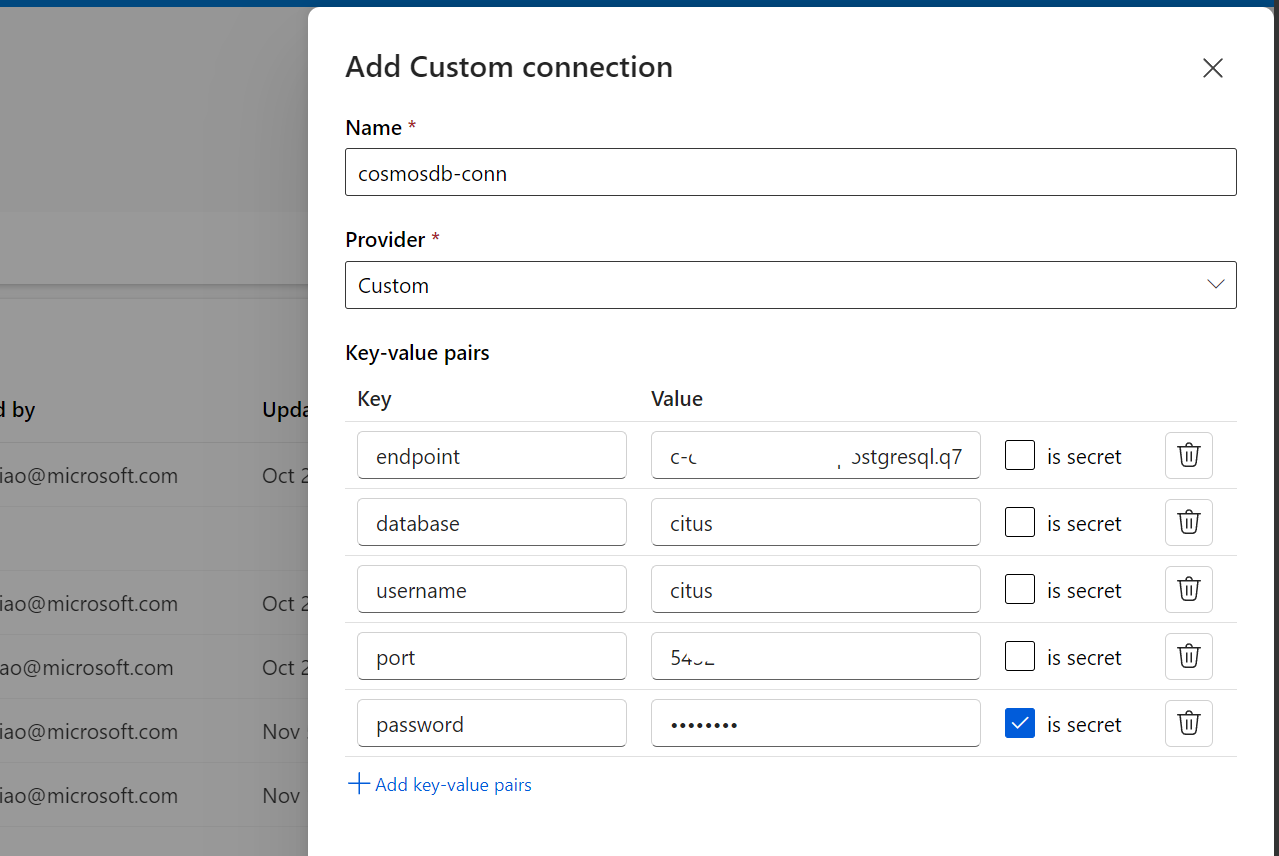 Add Custom connection
Name *
cosmosdb-conn
Provider *
Custom
Key-value pairs
Key Value
d by Upda
endpoint c-c ostgresql.q7 is secret
iao@microsoft.com Oct 2
database citus is secret
username citus is secret
iao@microsoft.com Oct 2
port is secret
ao@microsoft.com Oct 2
password •••••••• is secret
iao@microsoft.com Nov
Add key-value pairs
iao@microsoft.com Nov